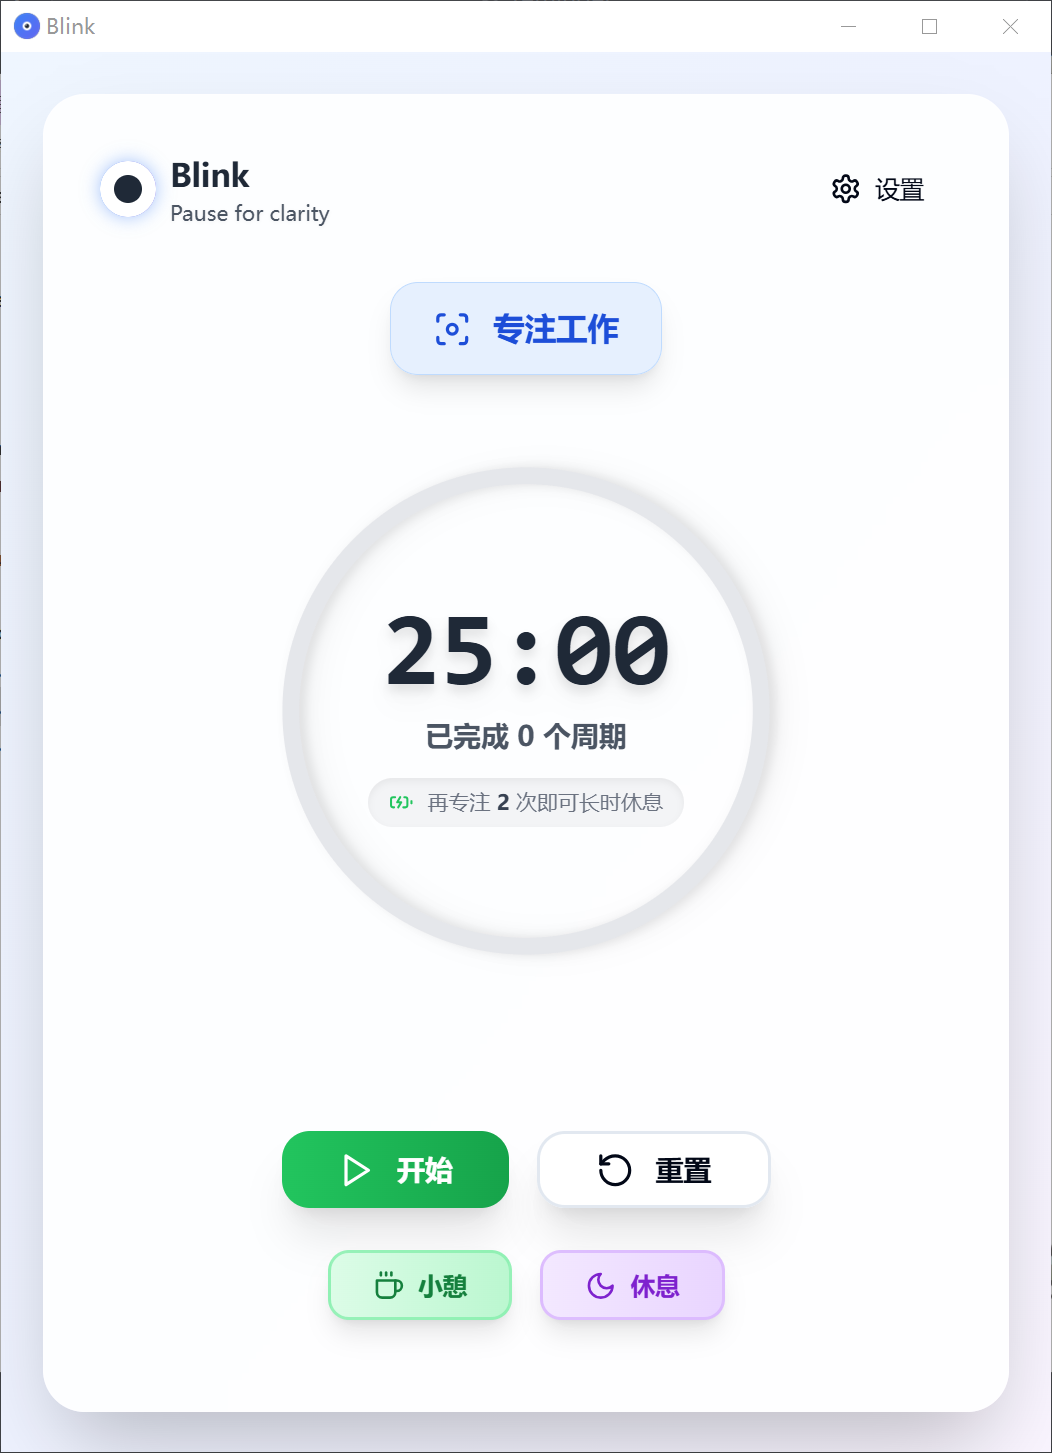 Blink
Blink
Pause for clarity
设置
专注工作
25:00
已完成 0 个周期
再专注 2 次即可长时休息
开始
重置
小憩
休息